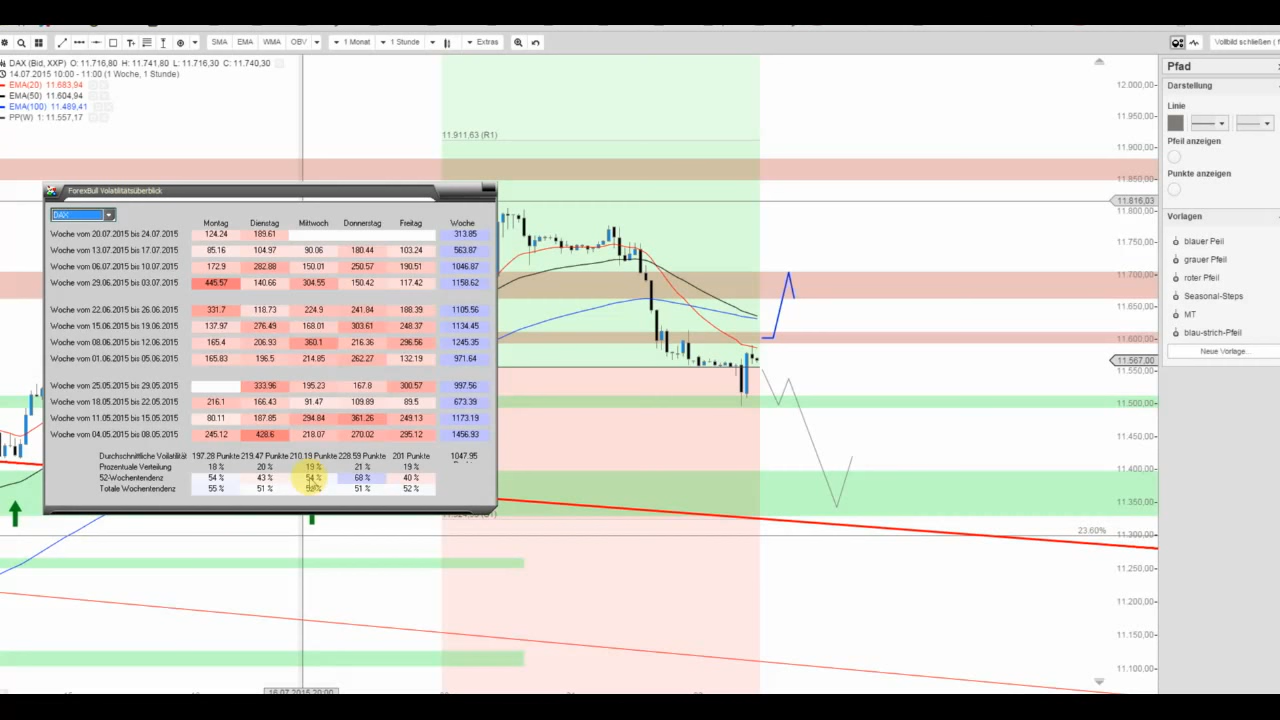 SMA EMA WMA OBV 1 Monat 1 Stunde Extras Vollbild schließen (
DAX (Bid, XXP) O: 11.716,80 H: 11.741,80 L: 11.716,30 C: 11.740,30
14.07.2015 10:00 - 11:00 (1 Woche, 1 Stunde)
EMA(20) 11.683,94
EMA(50) 11.604,94
EMA(100) 11.489,41
PP(W) 1: 11.557,17
11.911,63 (R1)
ForexBull Volatilitätsüberblick
DAX
Montag Dienstag Mittwoch Donnerstag Freitag Woche
Woche vom 20.07.2015 bis 24.07.2015 124.24 189.61 313.85
Woche vom 13.07.2015 bis 17.07.2015 85.16 104.97 90.06 180.44 103.24 563.87
Woche vom 06.07.2015 bis 10.07.2015 172.9 282.88 150.01 250.57 190.51 1046.87
Woche vom 29.06.2015 bis 03.07.2015 445.57 140.66 304.55 150.42 117.42 1158.62
Woche vom 22.06.2015 bis 26.06.2015 331.7 118.73 224.9 241.84 188.39 1105.56
Woche vom 15.06.2015 bis 19.06.2015 137.97 276.49 168.01 303.61 248.37 1134.45
Woche vom 08.06.2015 bis 12.06.2015 165.4 206.93 360.1 216.36 296.56 1245.35
Woche vom 01.06.2015 bis 05.06.2015 165.83 196.5 214.85 262.27 132.19 971.64
Woche vom 25.05.2015 bis 29.05.2015 333.96 195.23 167.8 300.57 997.56
Woche vom 18.05.2015 bis 22.05.2015 216.1 166.43 91.47 109.89 89.5 673.39
Woche vom 11.05.2015 bis 15.05.2015 80.11 187.85 294.84 361.26 249.13 1173.19
Woche vom 04.05.2015 bis 08.05.2015 245.12 428.6 218.07 270.02 295.12 1456.93
Durchschnittliche Volatilität 197.28 Punkte 219.47 Punkte 210.19 Punkte 228.59 Punkte 201 Punkte 1047.95
Prozentuale Verteilung 18 % 20 % 19 % 21 % 19 %
52-Wochentendenz 54 % 43 % 54 % 68 % 40 %
Totale Wochentendenz 55 % 51 % 51 % 52 %
23.60%
12.000,00
11.950,00
11.900,00
11.850,00
11.816,03
11.800,00
11.750,00
11.700,00
11.650,00
11.600,00
11.567,00
11.550,00
11.500,00
11.450,00
11.400,00
11.350,00
11.300,00
11.250,00
11.200,00
11.150,00
11.100,00
Pfad
Darstellung
Linie
Pfeil anzeigen
Punkte anzeigen
Vorlagen
blauer Peil
grauer Pfeil
roter Pfeil
Seasonal-Steps
MT
blau-strich-Pfeil
Neue Vorlage...